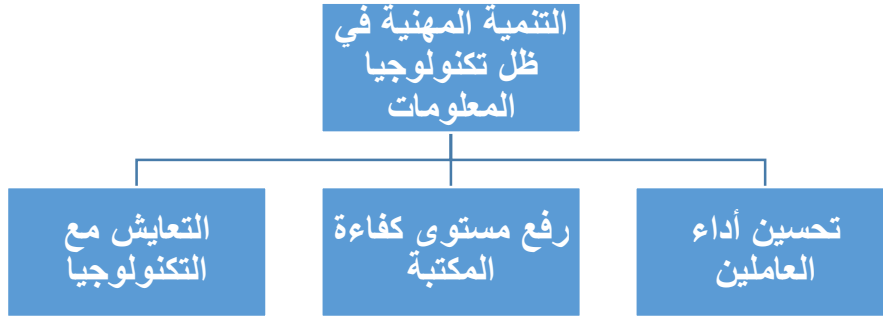 التنمية المهنية في
ظل تكنولوجيا
المعلومات
تحسين أداء
العاملين
رفع مستوى كفاءة
المكتبة
التعايش مع
التكنولوجيا